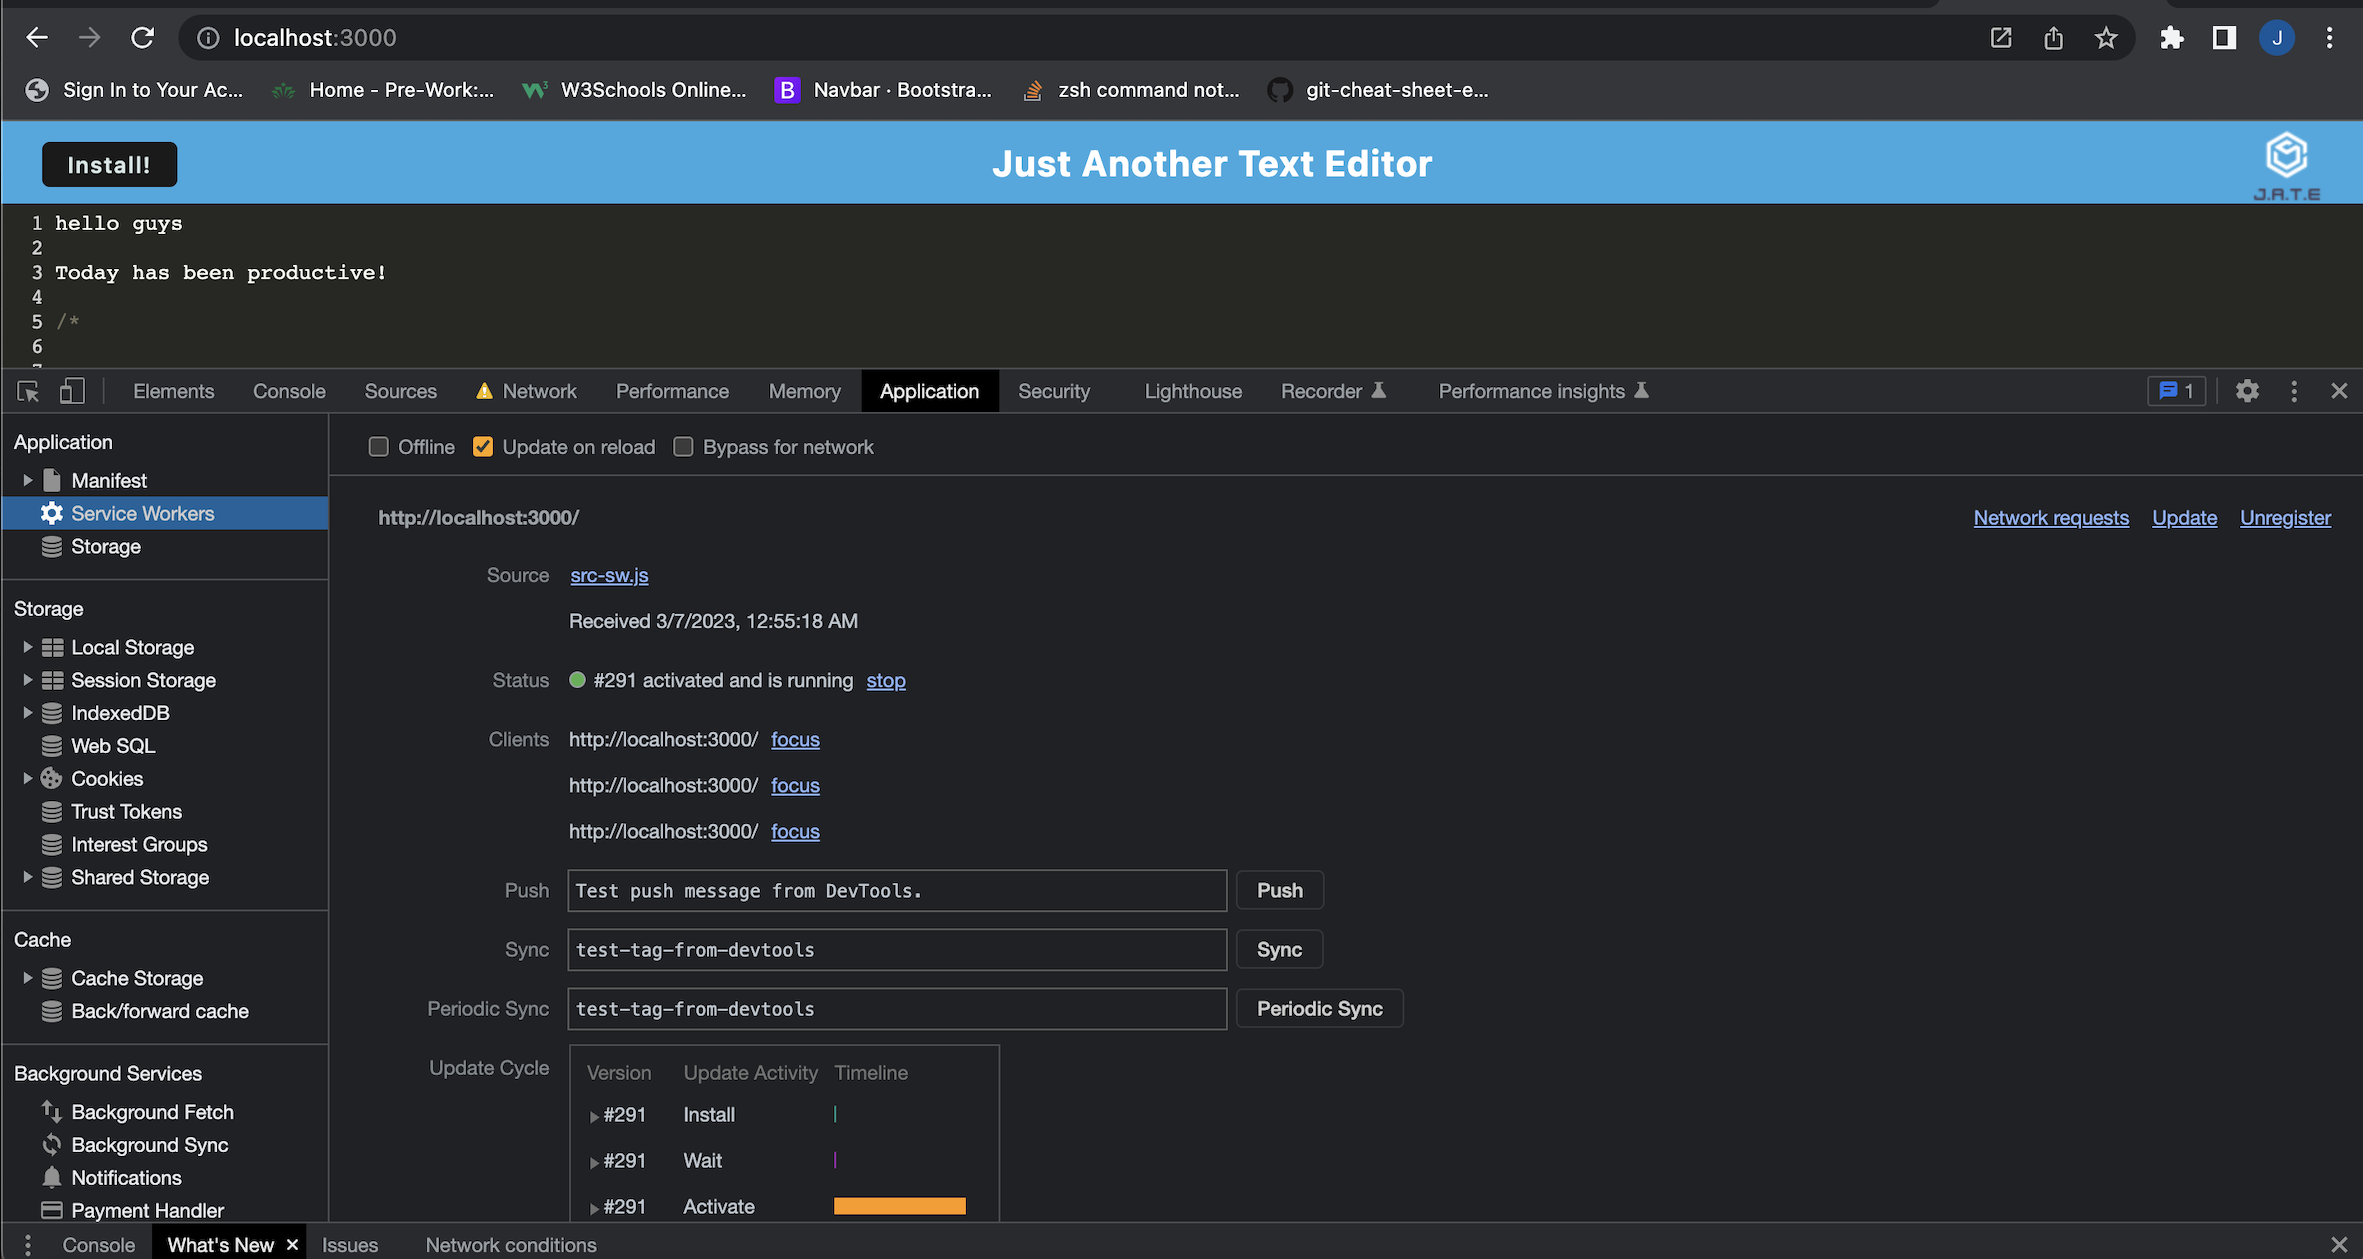 localhost:3000
J
Sign In to Your Ac... Home - Pre-Work:... W3Schools Online... B Navbar · Bootstra... zsh command not... git-cheat-sheet-e...
Install! Just Another Text Editor
J.A.T.E
1 hello guys
2
3 Today has been productive!
4
5 /*
6
Elements Console Sources Network Performance Memory Application Security Lighthouse Recorder Performance insights 1
Application
Manifest
Service Workers
Storage
Storage
Local Storage
Session Storage
IndexedDB
Web SQL
Cookies
Trust Tokens
Interest Groups
Shared Storage
Cache
Cache Storage
Back/forward cache
Background Services
Background Fetch
Background Sync
Notifications
Payment Handler
Offline Update on reload Bypass for network
http://localhost:3000/ Network requests Update Unregister
Source src-sw.js
Received 3/7/2023, 12:55:18 AM
Status #291 activated and is running stop
Clients http://localhost:3000/ focus
http://localhost:3000/ focus
http://localhost:3000/ focus
Push Test push message from DevTools. Push
Sync test-tag-from-devtools Sync
Periodic Sync test-tag-from-devtools Periodic Sync
Update Cycle Version Update Activity Timeline
#291 Install
#291 Wait
#291 Activate
Console What's New Issues Network conditions